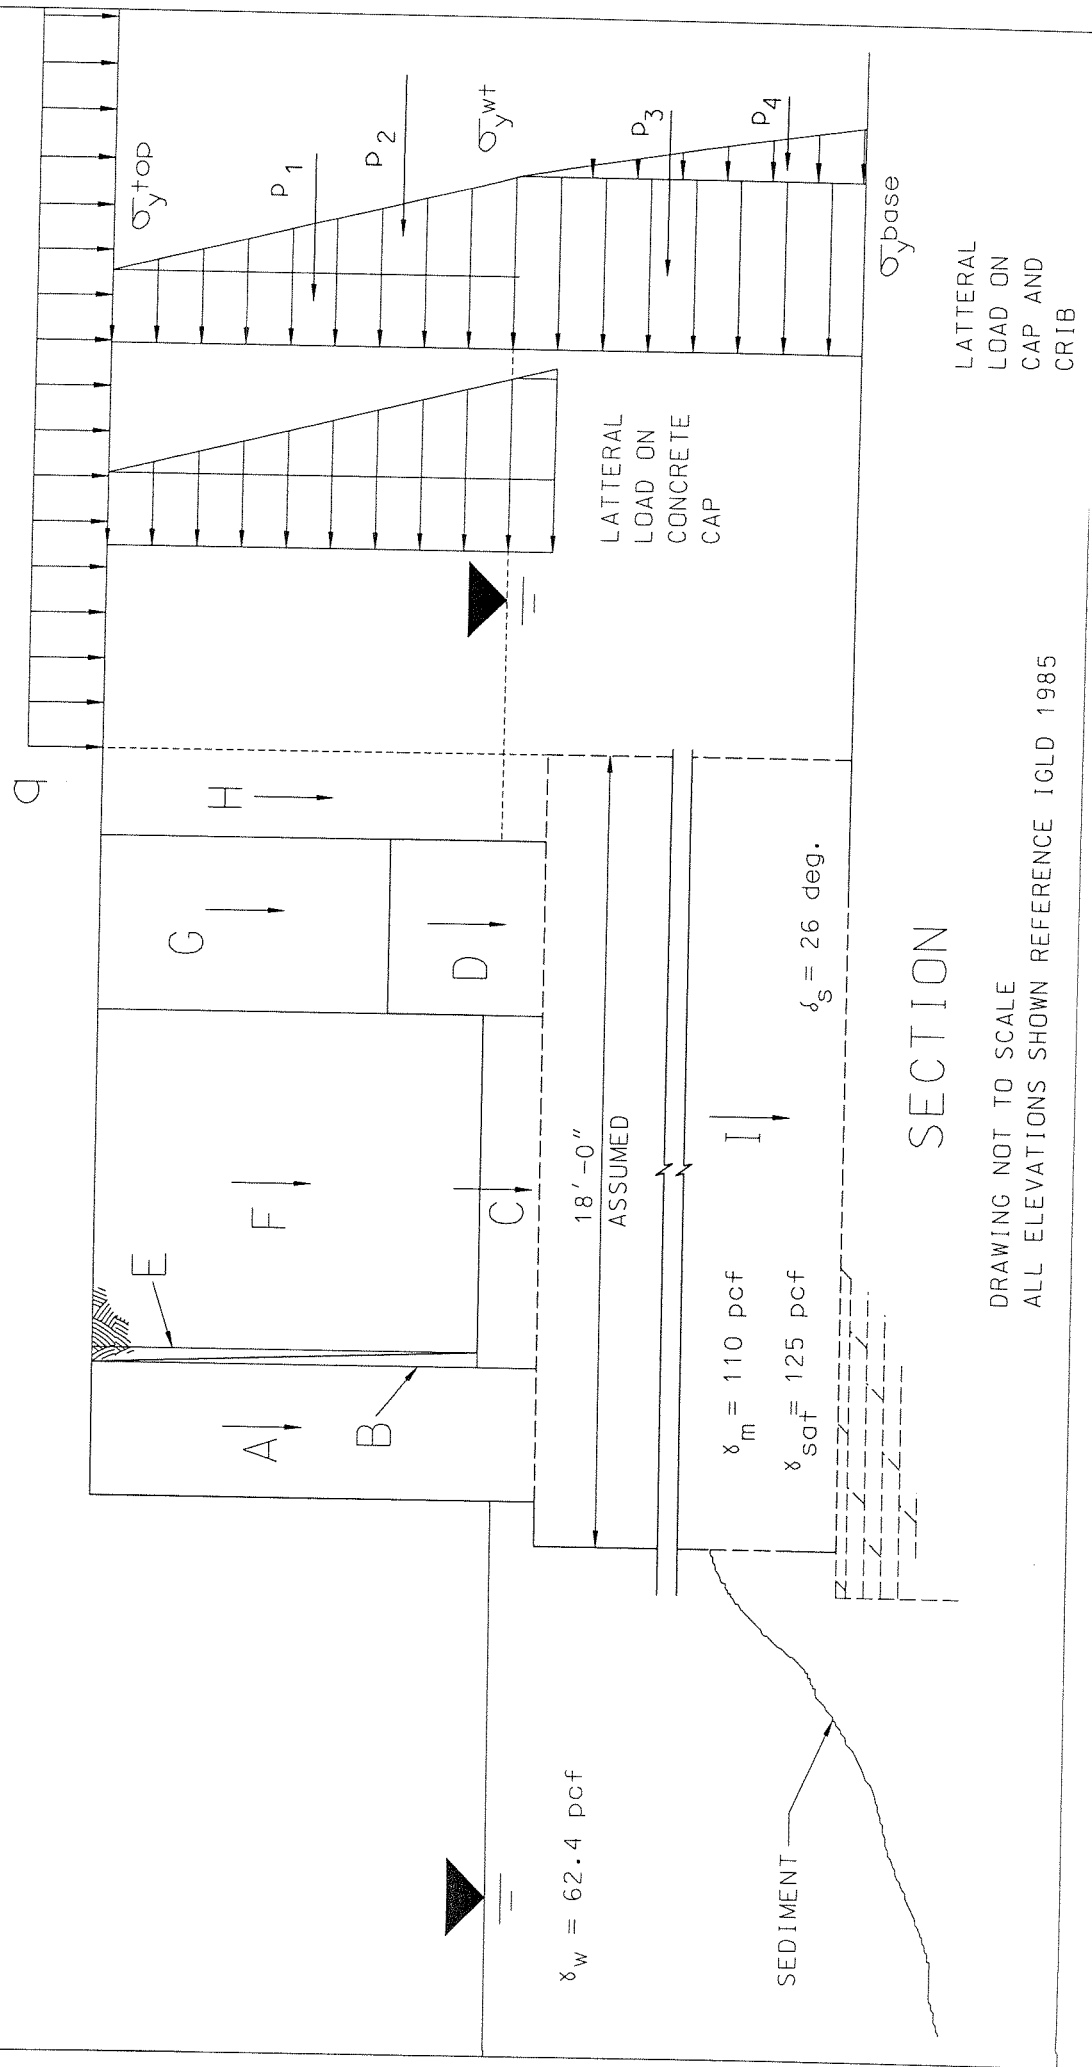 q
σy top
P1
P2
σy wt
P3
P4
σy base
LATTERAL
LOAD ON
CONCRETE
CAP
LATTERAL
LOAD ON
CAP AND
CRIB
A
B
E
F
C
G
D
H
18'-0"
ASSUMED
I
γm = 110 pcf
γsat = 125 pcf
γw = 62.4 pcf
SEDIMENT
𝛿s = 26 deg.
SECTION
DRAWING NOT TO SCALE
ALL ELEVATIONS SHOWN REFERENCE IGLD 1985